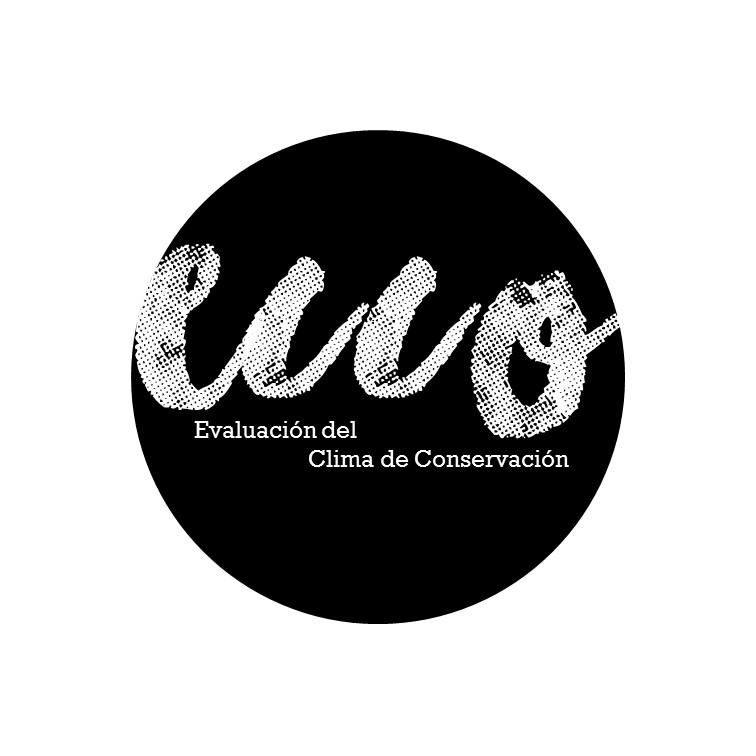 ecco
Evaluación del
Clima de Conservación